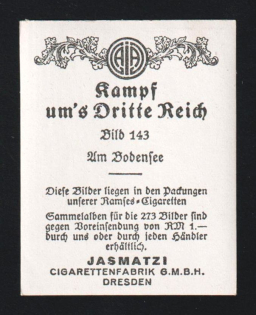 Kampf
um's Dritte Reich
Bild 143
Am Bodensee
Diese Bilder liegen in den Packungen
unserer Ramses-Cigaretten
Sammelalben für die 273 Bilder sind
gegen Voreinsendung von RM 1.—
durch uns oder durch jeden Händler
erhältlich.
JASMATZI
CIGARETTENFABRIK G.M.B.H.
DRESDEN